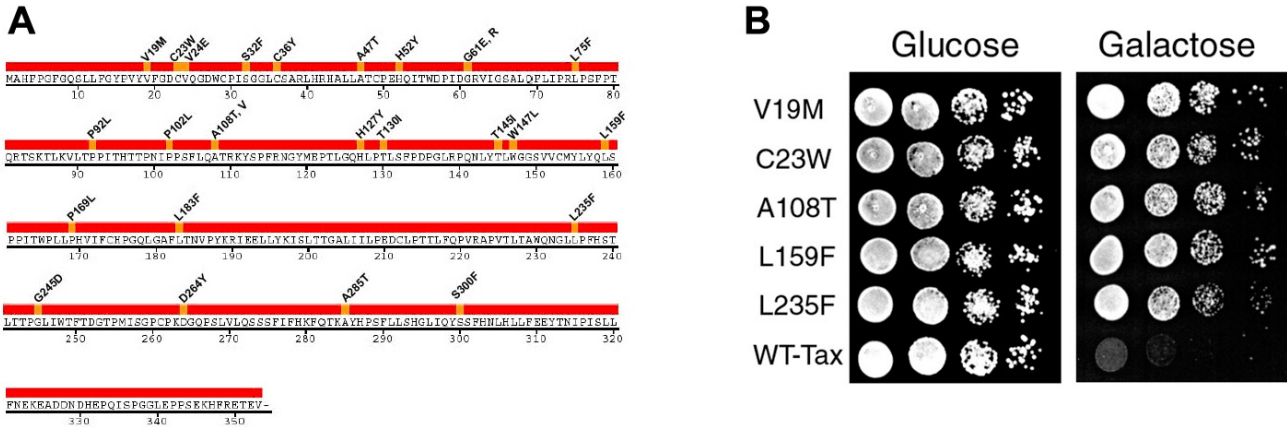 A
V19M C23W V24E S32F C36Y A47T H52Y G61E, R L75F
MAHFPGFGQSLLFGYPVYVFGDCVQGDWCPISGGLCSARLHRHALLATCPEHQITWDPIDGRVIGSALQFLIPRLPSFPT
10 20 30 40 50 60 70 80
P92L P102L A108T, V H127Y T130I T145I W147L L159F
QRTSKTLKVLTPPITHTTPNIPPSFLQATRKYSPFRNGYMEPTLGQHLPTLSFPDPGLRPQNLYTLWGGSVVCMYLYQLS
90 100 110 120 130 140 150 160
P169L L183F L235F
PPITWPLLPHVIFCHPGQLGAFLTNVPYKRIEELLYKISLTTGALIILPEDCLPTTLFQPVRAPVTLTAWQNGLLPFHST
170 180 190 200 210 220 230 240
G245D D264Y A285T S300F
LTTPGLIWTFTDGTPMISGPCPKDGQPSLVLQSSSFIFHKFQTKAYHPSFLLSHGLIQYSSFHNLHLLFEEYTNIPISLL
250 260 270 280 290 300 310 320
FNEKEADDNDHEPQISPGGLEPPSEKHFRETEV-
330 340 350
B
Glucose Galactose
V19M
C23W
A108T
L159F
L235F
WT-Tax